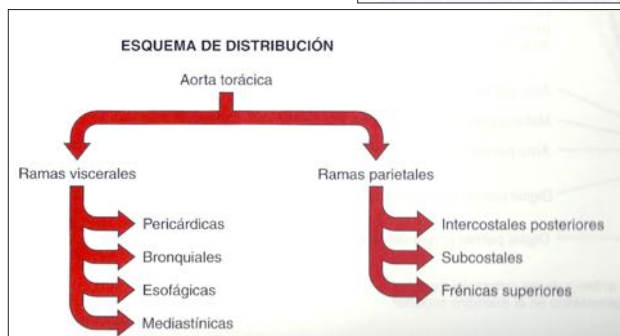 ESQUEMA DE DISTRIBUCIÓN
Aorta torácica
Ramas viscerales
Ramas parietales
Pericárdicas
Bronquiales
Esofágicas
Mediastínicas
Intercostales posteriores
Subcostales
Frénicas superiores